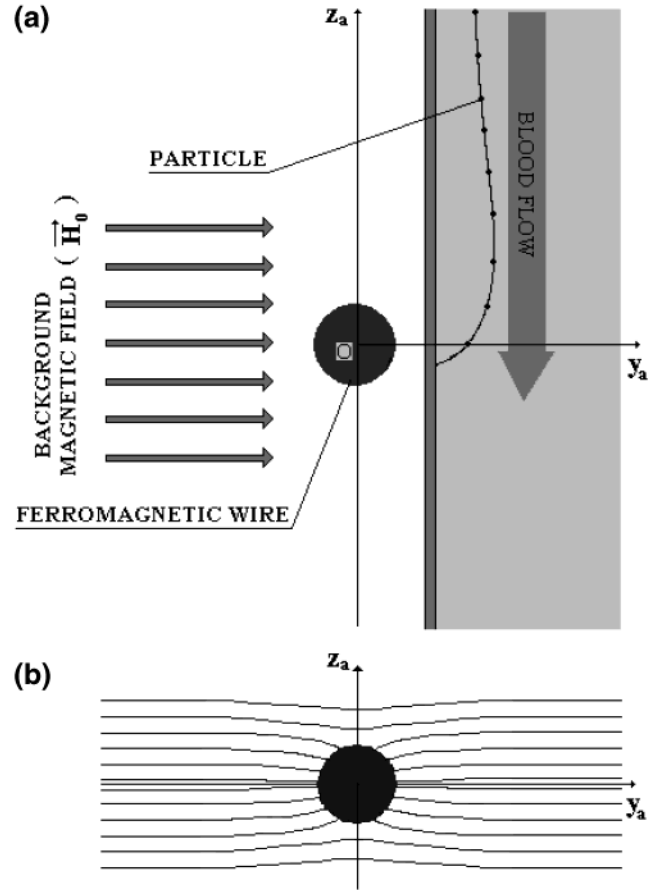 (a)
zₐ
PARTICLE
BLOOD FLOW
BACKGROUND
MAGNETIC FIELD ( H₀ )
O
yₐ
FERROMAGNETIC WIRE
(b)
zₐ
yₐ